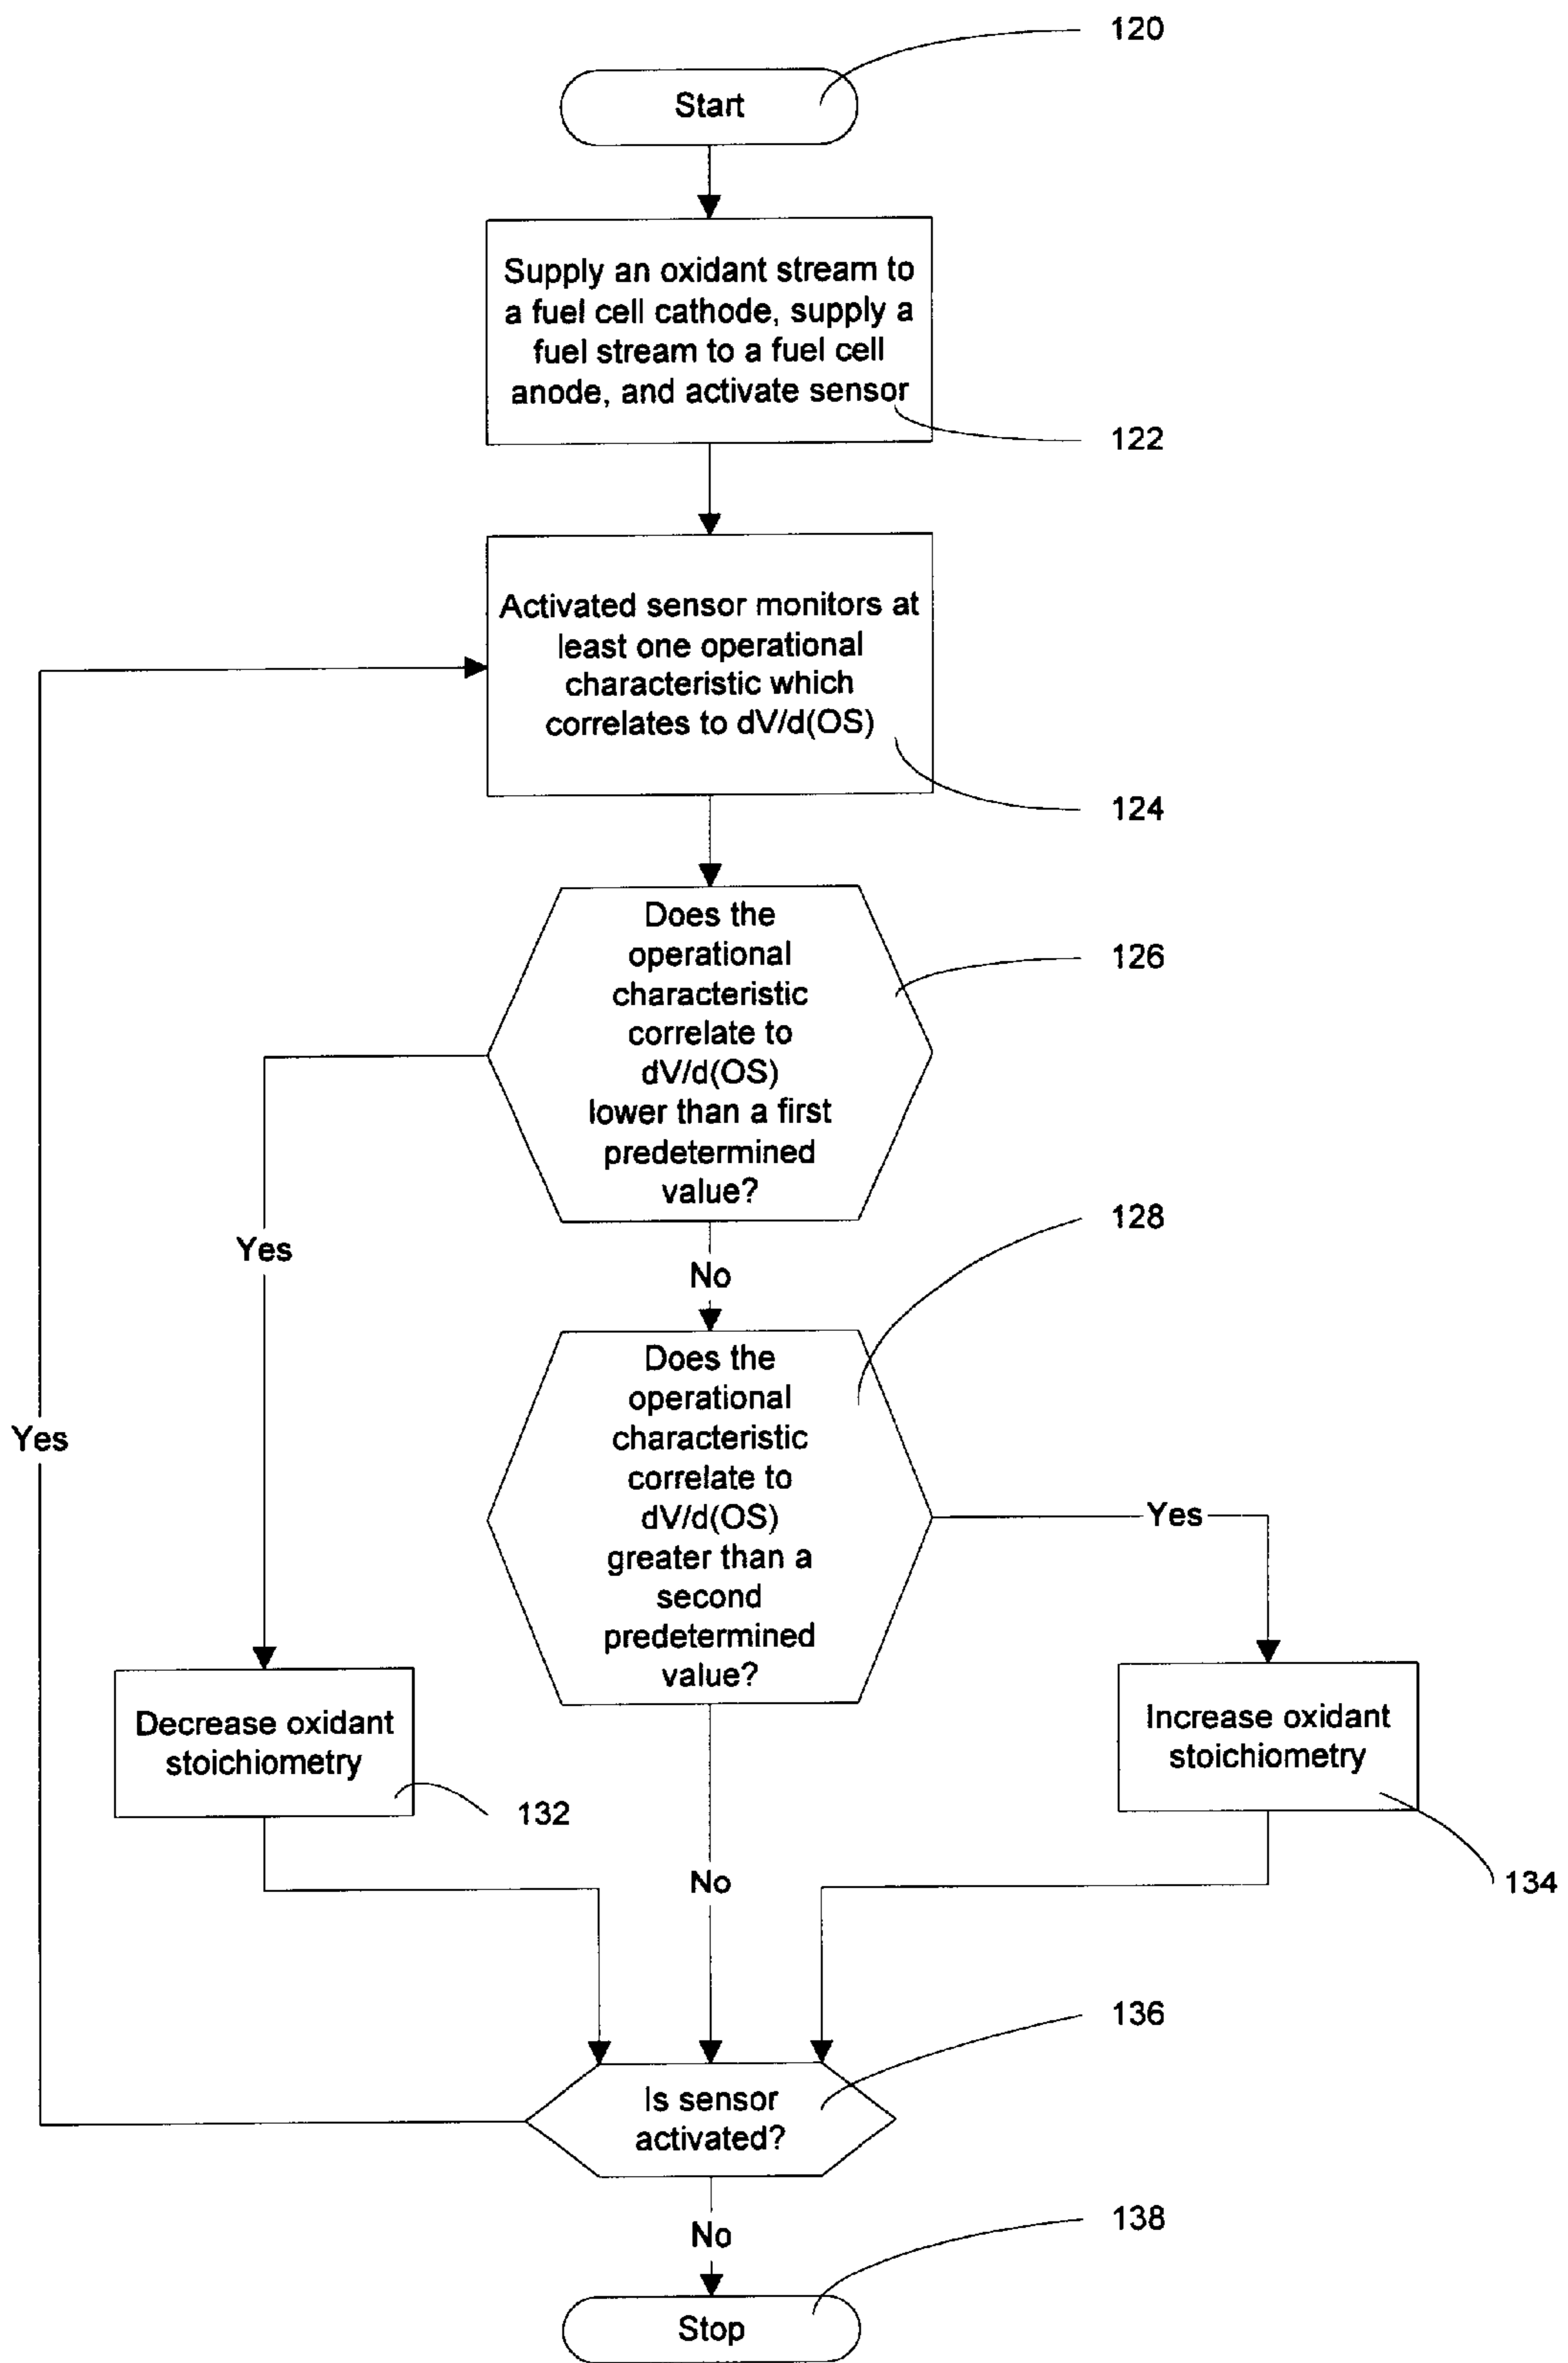 120
Start
Supply an oxidant stream to
a fuel cell cathode, supply a
fuel stream to a fuel cell
anode, and activate sensor
122
Activated sensor monitors at
least one operational
characteristic which
correlates to dV/d(OS)
124
Does the
operational
characteristic
correlate to
dV/d(OS)
lower than a first
predetermined
value?
126
Yes
No
128
Does the
operational
characteristic
correlate to
dV/d(OS)
greater than a
second
predetermined
value?
Yes
Yes
Decrease oxidant
stoichiometry
132
Increase oxidant
stoichiometry
134
No
136
Is sensor
activated?
No
138
Stop